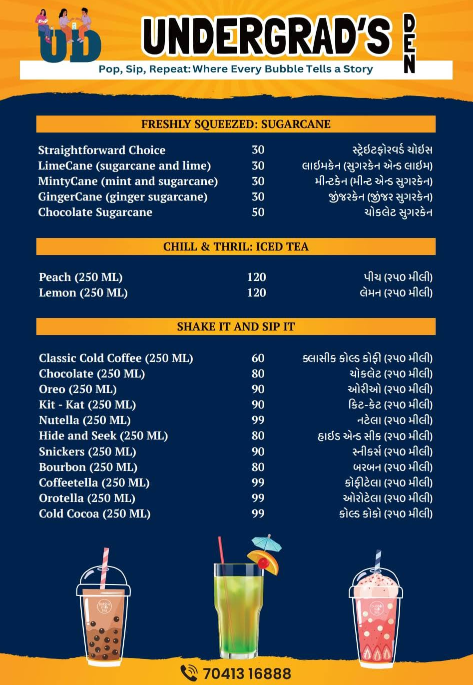 UD
UNDERGRAD'S DEN
Pop, Sip, Repeat: Where Every Bubble Tells a Story
FRESHLY SQUEEZED: SUGARCANE
Straightforward Choice 30 સ્ટ્રેઇટફોરવર્ડ ચોઇસ
LimeCane (sugarcane and lime) 30 લાઇમકેન (સુગરકેન એન્ડ લાઇમ)
MintyCane (mint and sugarcane) 30 મીન્ટકેન (મીન્ટ એન્ડ સુગરકેન)
GingerCane (ginger sugarcane) 30 જીંજરકેન (જીંજર સુગરકેન)
Chocolate Sugarcane 50 ચોકલેટ સુગરકેન
CHILL & THRIL: ICED TEA
Peach (250 ML) 120 પીચ (૨૫૦ મીલી)
Lemon (250 ML) 120 લેમન (૨૫૦ મીલી)
SHAKE IT AND SIP IT
Classic Cold Coffee (250 ML) 60 ક્લાસીક કોલ્ડ કોફી (૨૫૦ મીલી)
Chocolate (250 ML) 80 ચોકલેટ (૨૫૦ મીલી)
Oreo (250 ML) 90 ઓરીઓ (૨૫૦ મીલી)
Kit - Kat (250 ML) 90 કિટ-કેટ (૨૫૦ મીલી)
Nutella (250 ML) 99 નટેલા (૨૫૦ મીલી)
Hide and Seek (250 ML) 80 હાઇડ એન્ડ સીક (૨૫૦ મીલી)
Snickers (250 ML) 90 સ્નીકર્સ (૨૫૦ મીલી)
Bourbon (250 ML) 80 બરબન (૨૫૦ મીલી)
Coffeetella (250 ML) 99 કોફીટેલા (૨૫૦ મીલી)
Orotella (250 ML) 99 ઓરોટેલા (૨૫૦ મીલી)
Cold Cocoa (250 ML) 99 કોલ્ડ કોકો (૨૫૦ મીલી)
70413 16888